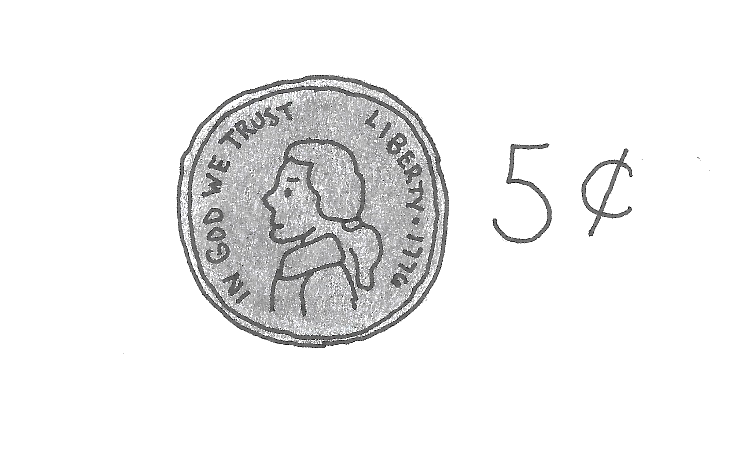 IN GOD WE TRUST
LIBERTY · 1776
5¢